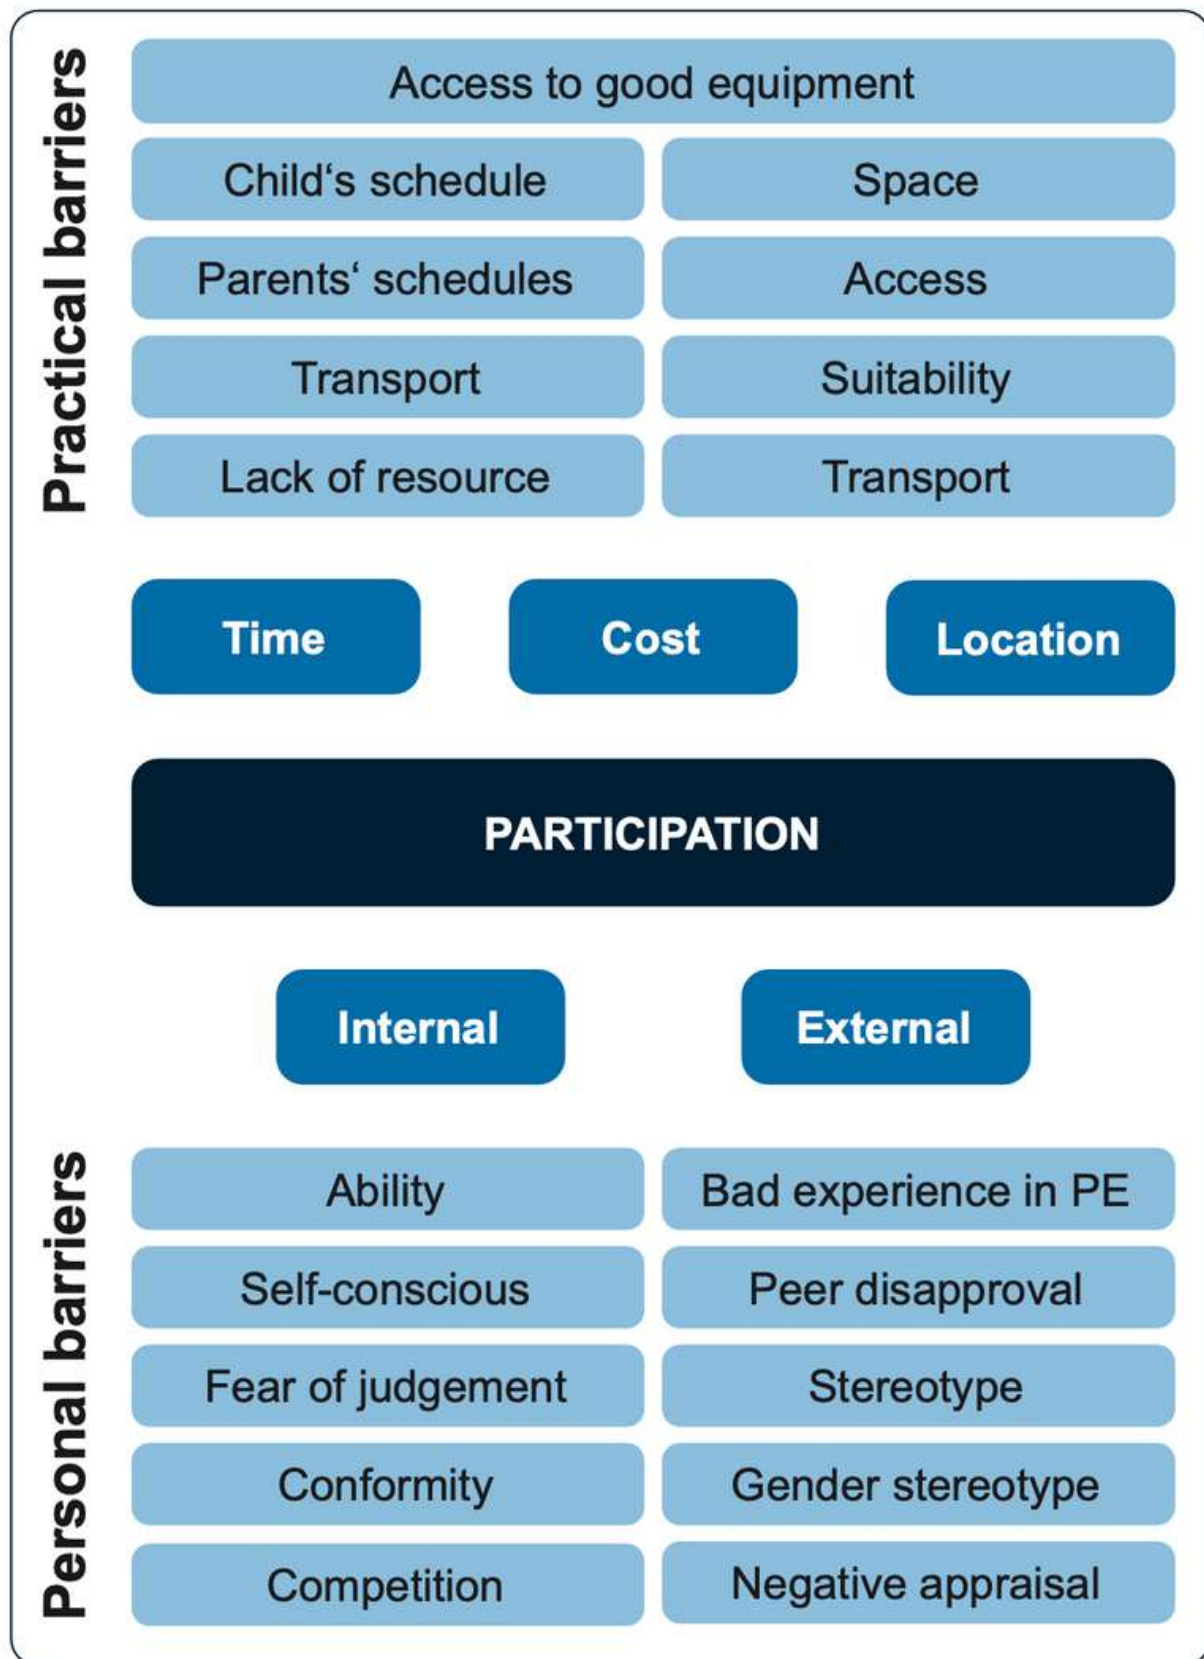 Practical barriers
Access to good equipment
Child‘s schedule
Space
Parents‘ schedules
Access
Transport
Suitability
Lack of resource
Transport
Time
Cost
Location
PARTICIPATION
Internal
External
Personal barriers
Ability
Bad experience in PE
Self-conscious
Peer disapproval
Fear of judgement
Stereotype
Conformity
Gender stereotype
Competition
Negative appraisal